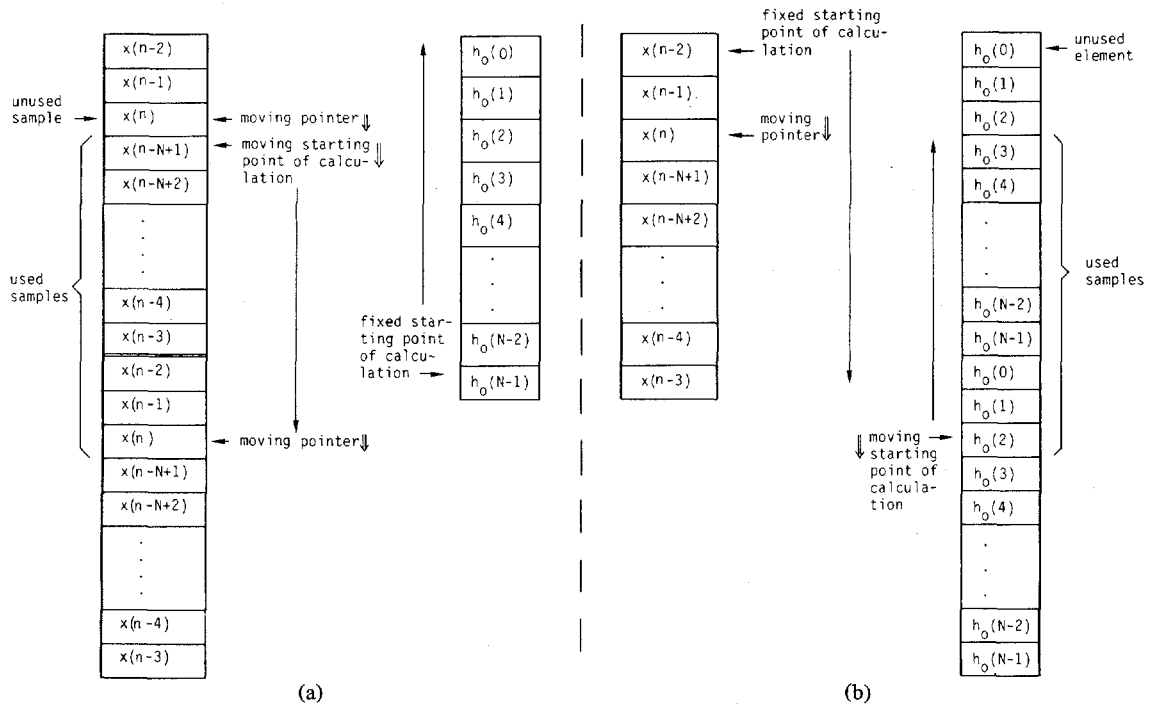 x(n-2)
x(n-1)
x(n)
x(n-N+1)
x(n-N+2)
x(n-4)
x(n-3)
x(n-2)
x(n-1)
x(n)
x(n-N+1)
x(n-N+2)
x(n-4)
x(n-3)
unused
sample
used
samples
moving pointer
moving starting
point of calcu-
lation
moving pointer
h₀(0)
h₀(1)
h₀(2)
h₀(3)
h₀(4)
h₀(N-2)
h₀(N-1)
fixed star-
ting point
of calcu-
lation
(a)
x(n-2)
x(n-1)
x(n)
x(n-N+1)
x(n-N+2)
x(n-4)
x(n-3)
fixed starting
point of calcu-
lation
moving
pointer
h₀(0)
h₀(1)
h₀(2)
h₀(3)
h₀(4)
h₀(N-2)
h₀(N-1)
h₀(0)
h₀(1)
h₀(2)
h₀(3)
h₀(4)
h₀(N-2)
h₀(N-1)
unused
element
used
samples
moving
starting
point of
calcula-
tion
(b)